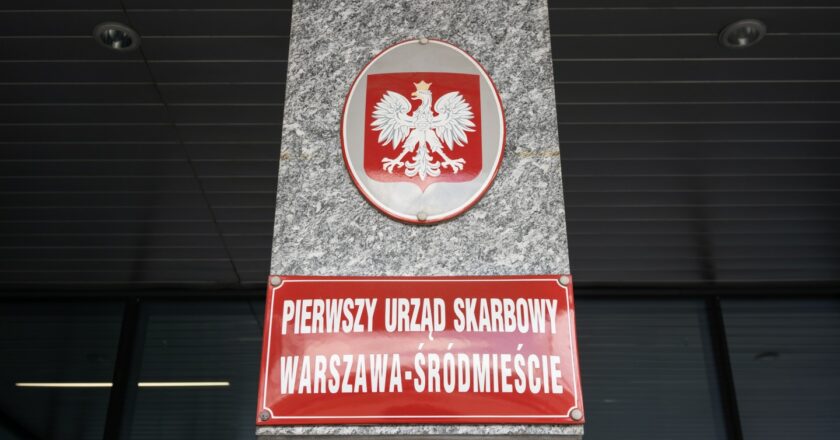 PIERWSZY URZĄD SKARBOWY
WARSZAWA-ŚRÓDMIEŚCIE